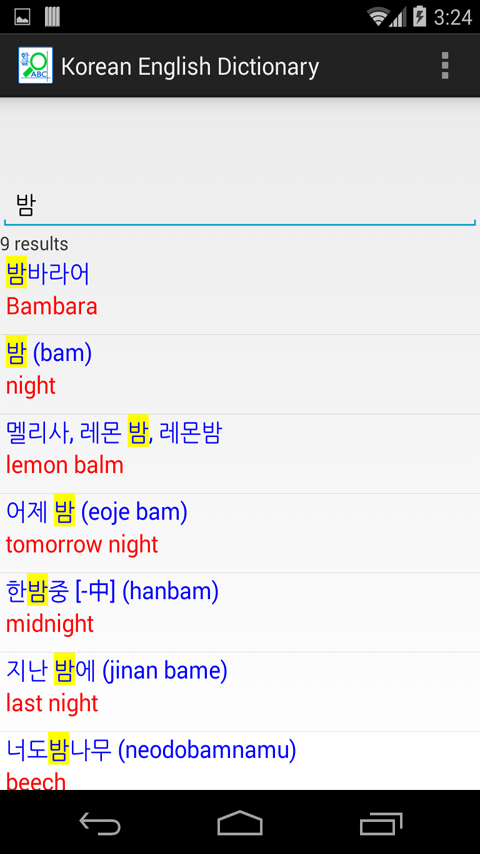 3:24
ABC
Korean English Dictionary
밤
9 results
밤바라어
Bambara
밤 (bam)
night
멜리사, 레몬 밤, 레몬밤
lemon balm
어제 밤 (eoje bam)
tomorrow night
한밤중 [-中] (hanbam)
midnight
지난 밤에 (jinan bame)
last night
너도밤나무 (neodobamnamu)
beech